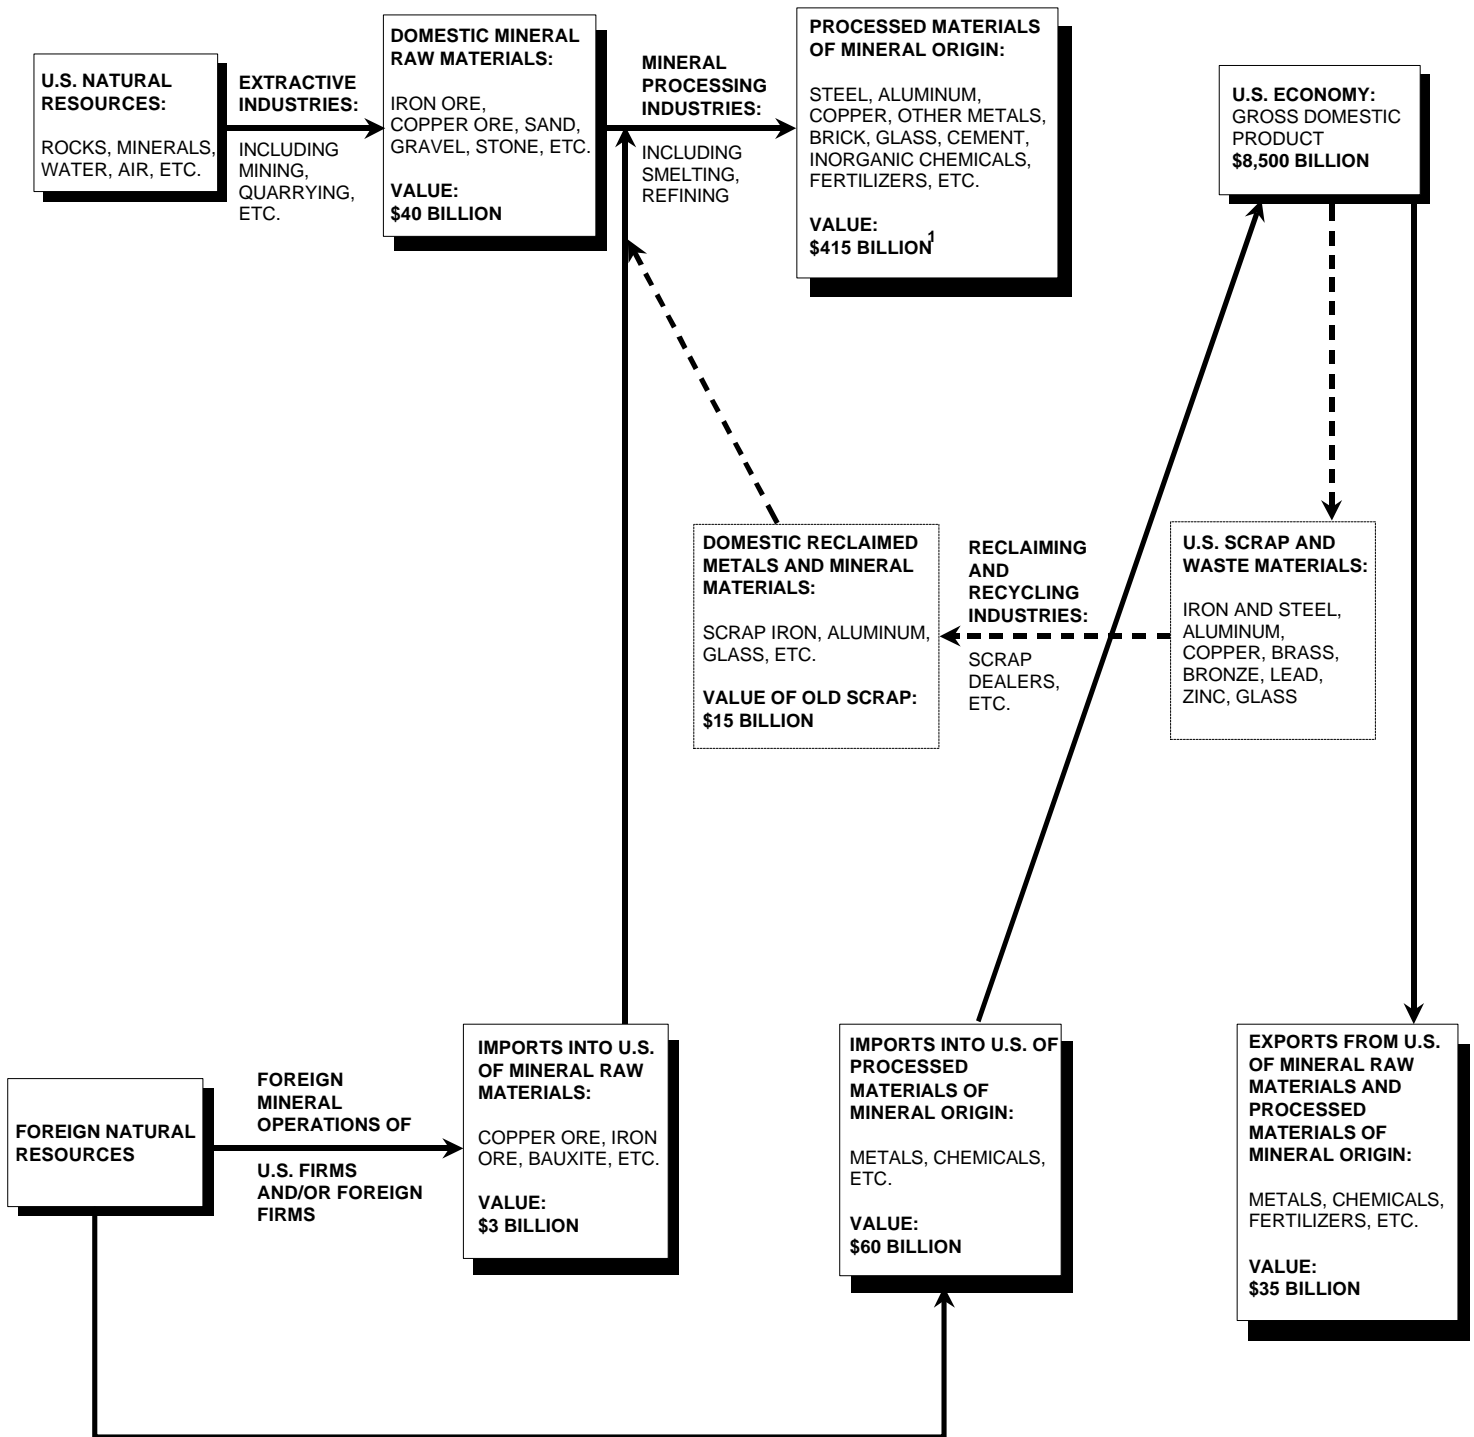 U.S. NATURAL
RESOURCES:
ROCKS, MINERALS,
WATER, AIR, ETC.
EXTRACTIVE
INDUSTRIES:
INCLUDING
MINING,
QUARRYING,
ETC.
DOMESTIC MINERAL
RAW MATERIALS:
IRON ORE,
COPPER ORE, SAND,
GRAVEL, STONE, ETC.
VALUE:
$40 BILLION
MINERAL
PROCESSING
INDUSTRIES:
INCLUDING
SMELTING,
REFINING
PROCESSED MATERIALS
OF MINERAL ORIGIN:
STEEL, ALUMINUM,
COPPER, OTHER METALS,
BRICK, GLASS, CEMENT,
INORGANIC CHEMICALS,
FERTILIZERS, ETC.
VALUE:
$415 BILLION1
U.S. ECONOMY:
GROSS DOMESTIC
PRODUCT
$8,500 BILLION
DOMESTIC RECLAIMED
METALS AND MINERAL
MATERIALS:
SCRAP IRON, ALUMINUM,
GLASS, ETC.
VALUE OF OLD SCRAP:
$15 BILLION
RECLAIMING
AND
RECYCLING
INDUSTRIES:
SCRAP
DEALERS,
ETC.
U.S. SCRAP AND
WASTE MATERIALS:
IRON AND STEEL,
ALUMINUM,
COPPER, BRASS,
BRONZE, LEAD,
ZINC, GLASS
FOREIGN NATURAL
RESOURCES
FOREIGN
MINERAL
OPERATIONS OF
U.S. FIRMS
AND/OR FOREIGN
FIRMS
IMPORTS INTO U.S.
OF MINERAL RAW
MATERIALS:
COPPER ORE, IRON
ORE, BAUXITE, ETC.
VALUE:
$3 BILLION
IMPORTS INTO U.S. OF
PROCESSED
MATERIALS OF
MINERAL ORIGIN:
METALS, CHEMICALS,
ETC.
VALUE:
$60 BILLION
EXPORTS FROM U.S.
OF MINERAL RAW
MATERIALS AND
PROCESSED
MATERIALS OF
MINERAL ORIGIN:
METALS, CHEMICALS,
FERTILIZERS, ETC.
VALUE:
$35 BILLION